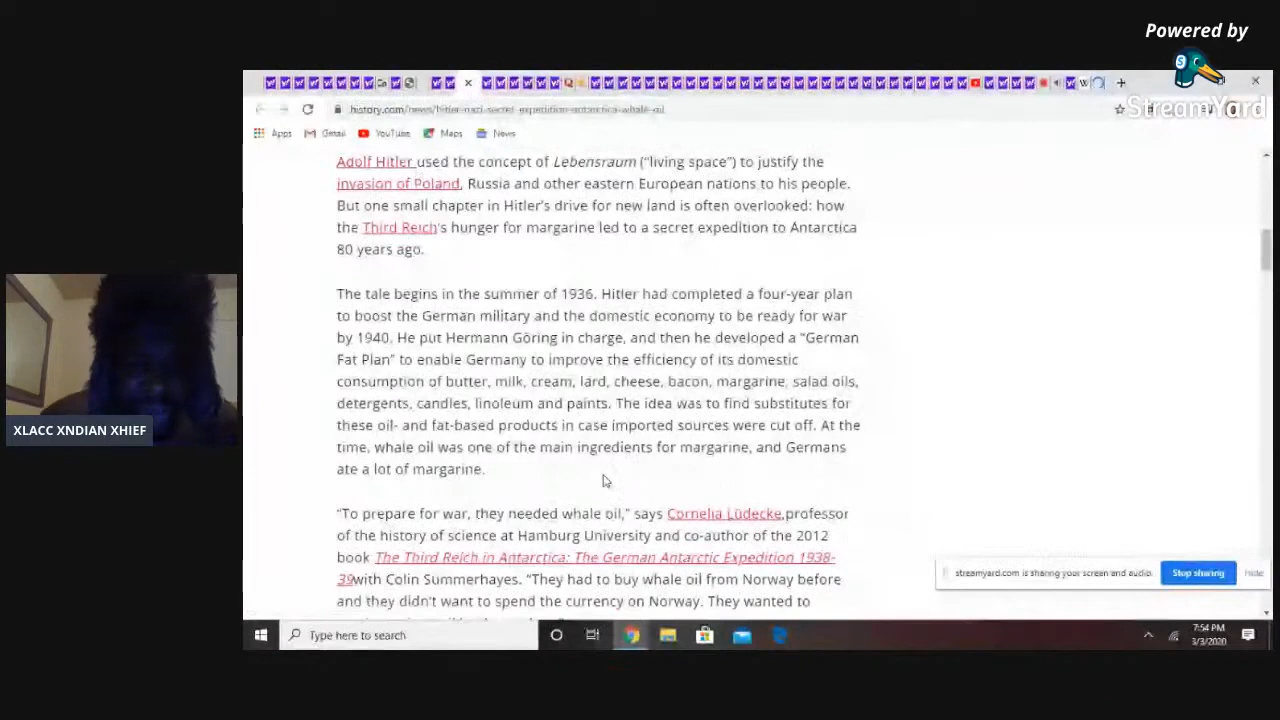 Powered by
StreamYard
history.com/news/hitler-nazi-secret-expedition-antarctica-whale-oil
Apps Gmail YouTube Maps News
Adolf Hitler used the concept of Lebensraum (“living space”) to justify the
invasion of Poland, Russia and other eastern European nations to his people.
But one small chapter in Hitler’s drive for new land is often overlooked: how
the Third Reich’s hunger for margarine led to a secret expedition to Antarctica
80 years ago.
The tale begins in the summer of 1936. Hitler had completed a four-year plan
to boost the German military and the domestic economy to be ready for war
by 1940. He put Hermann Göring in charge, and then he developed a “German
Fat Plan” to enable Germany to improve the efficiency of its domestic
consumption of butter, milk, cream, lard, cheese, bacon, margarine, salad oils,
detergents, candles, linoleum and paints. The idea was to find substitutes for
these oil- and fat-based products in case imported sources were cut off. At the
time, whale oil was one of the main ingredients for margarine, and Germans
ate a lot of margarine.
XLACC XNDIAN XHIEF
“To prepare for war, they needed whale oil,” says Cornelia Lüdecke,professor
of the history of science at Hamburg University and co-author of the 2012
book The Third Reich in Antarctica: The German Antarctic Expedition 1938-
39with Colin Summerhayes. “They had to buy whale oil from Norway before
and they didn’t want to spend the currency on Norway. They wanted to
streamyard.com is sharing your screen and audio. Stop sharing Hide
Type here to search
7:54 PM
3/3/2020